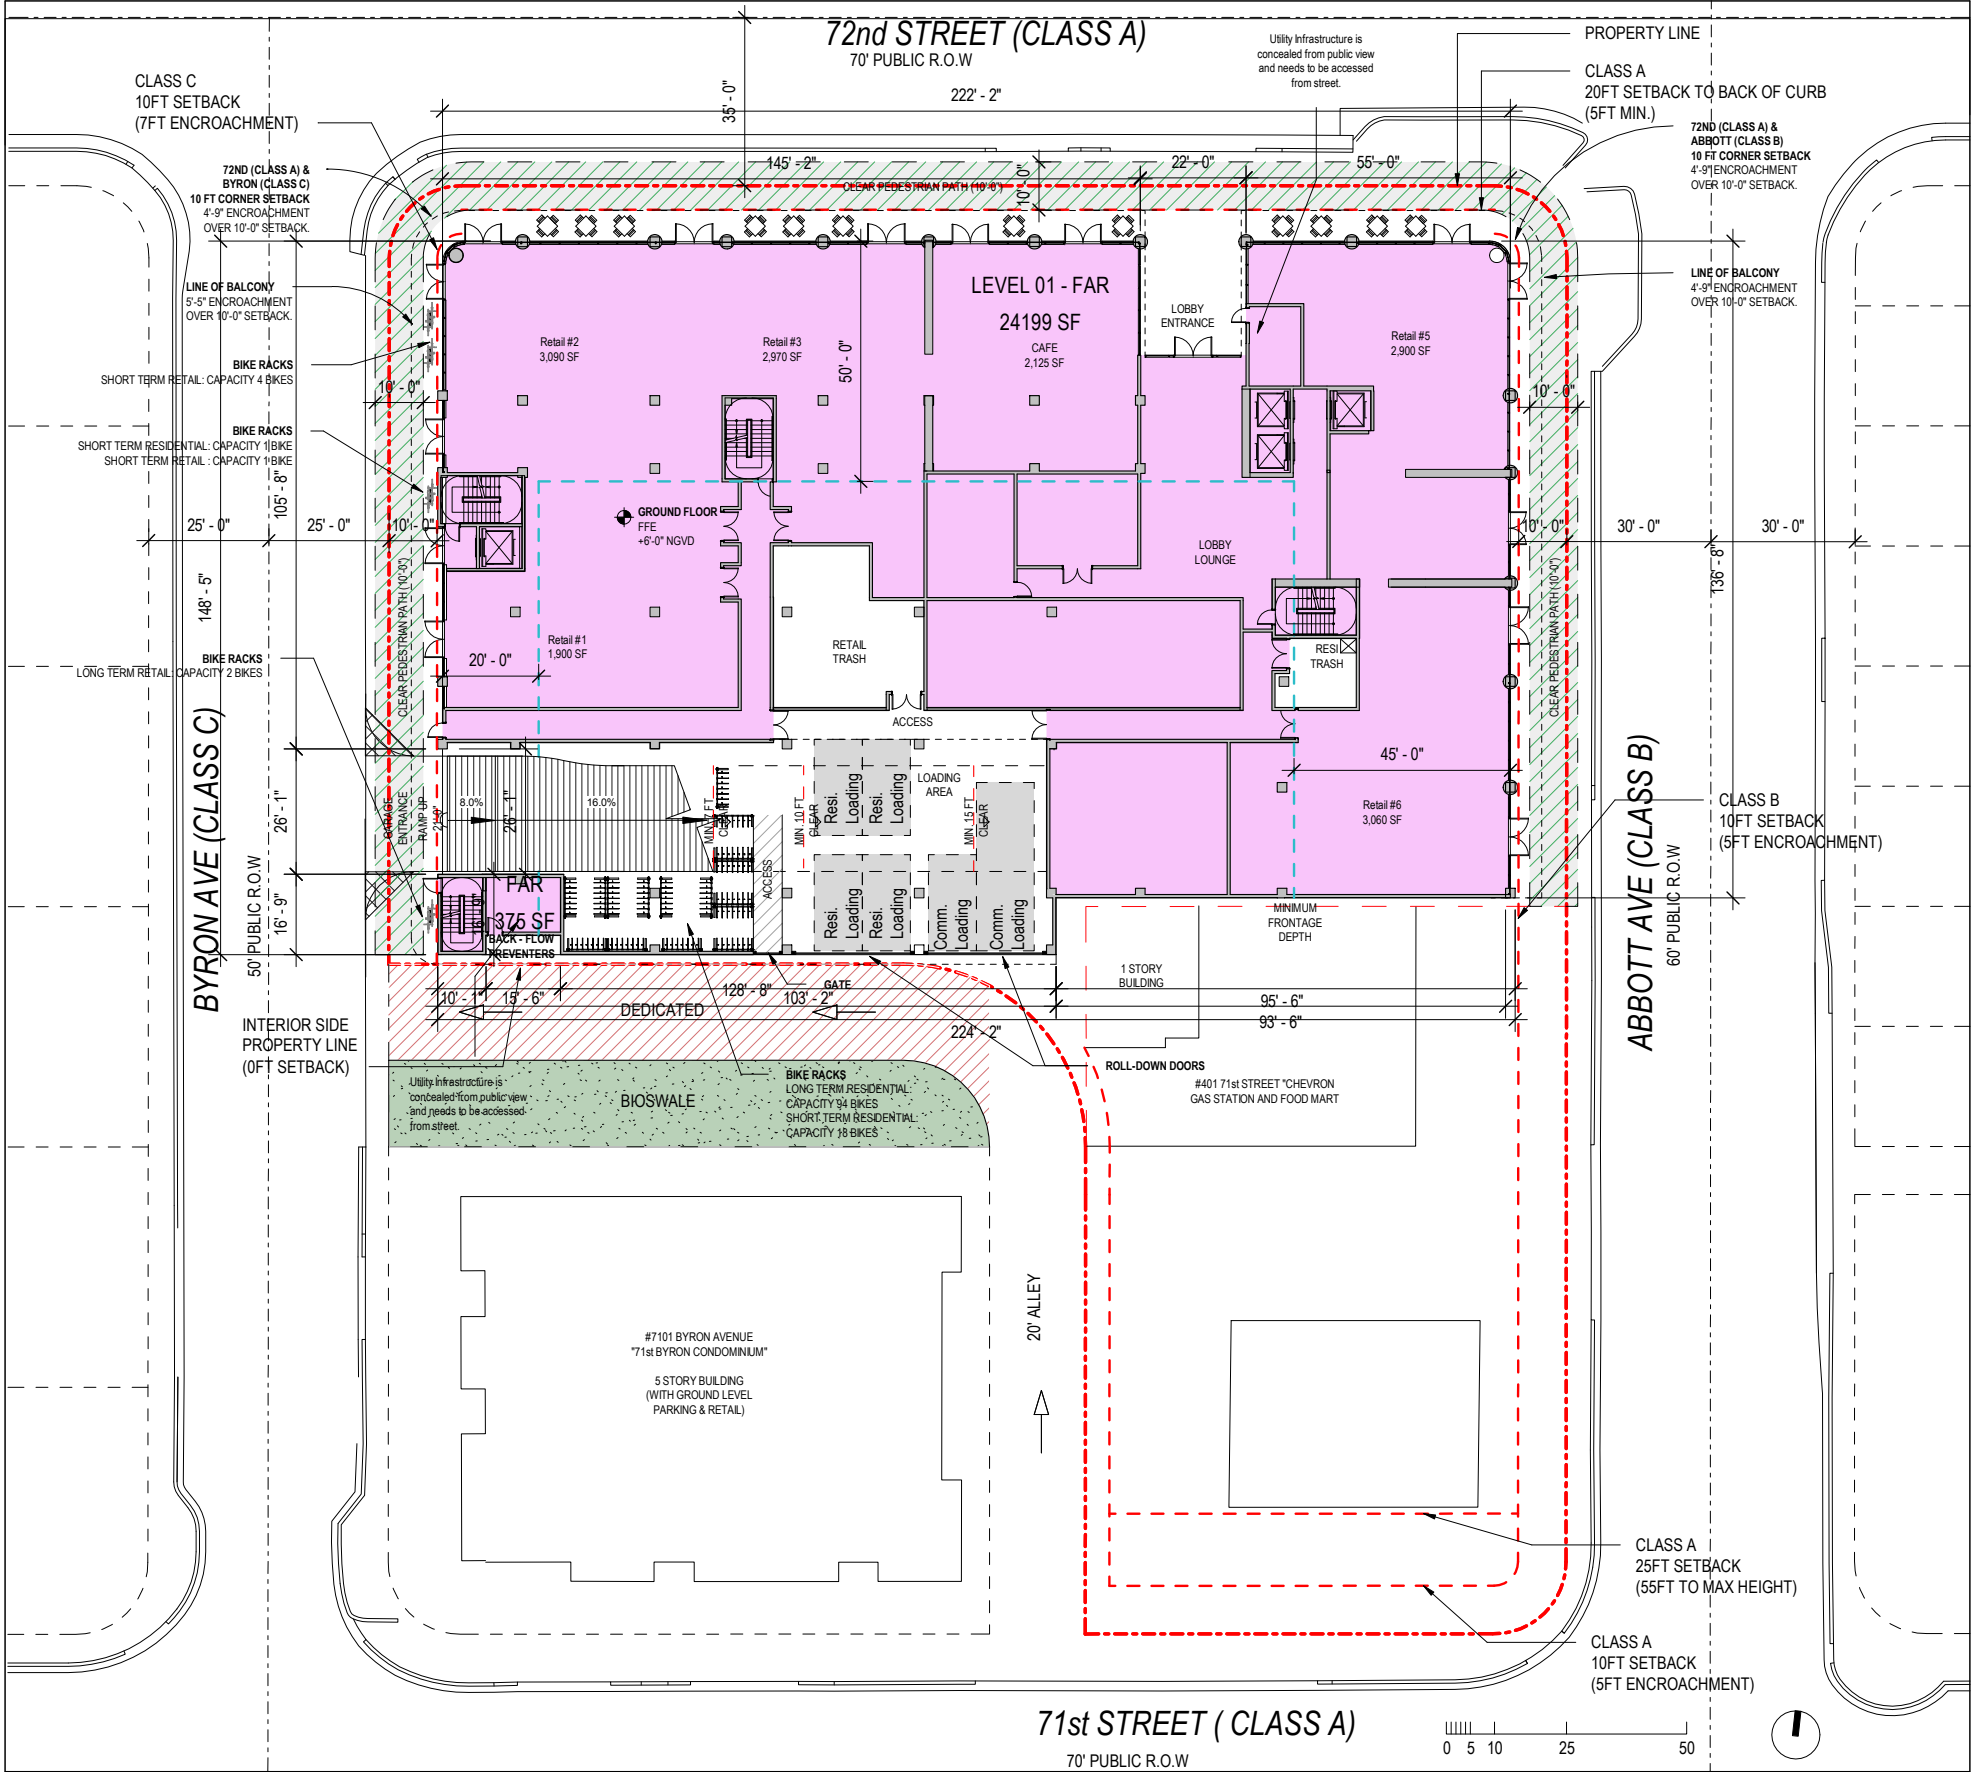 72nd STREET (CLASS A)
70' PUBLIC R.O.W
Utility Infrastructure is
concealed from public view
and needs to be accessed
from street.
PROPERTY LINE
CLASS A
20FT SETBACK TO BACK OF CURB
(5FT MIN.)
CLASS C
10FT SETBACK
(7FT ENCROACHMENT)
35' - 0"
222' - 2"
72ND (CLASS A) &
ABBOTT (CLASS B)
10 FT CORNER SETBACK
4'-9" ENCROACHMENT
OVER 10'-0" SETBACK.
72ND (CLASS A) &
BYRON (CLASS C)
10 FT CORNER SETBACK
4'-9" ENCROACHMENT
OVER 10'-0" SETBACK.
145' - 2"
22' - 0"
55' - 0"
CLEAR PEDESTRIAN PATH (10'-0")
10' - 0"
LINE OF BALCONY
5'-5" ENCROACHMENT
OVER 10'-0" SETBACK.
LINE OF BALCONY
4'-9" ENCROACHMENT
OVER 10'-0" SETBACK.
LEVEL 01 - FAR
24199 SF
CAFE
2,125 SF
LOBBY
ENTRANCE
Retail #2
3,090 SF
Retail #3
2,970 SF
50' - 0"
Retail #5
2,900 SF
BIKE RACKS
SHORT TERM RETAIL: CAPACITY 4 BIKES
10' - 0"
10' - 0"
BIKE RACKS
SHORT TERM RESIDENTIAL: CAPACITY 1 BIKE
SHORT TERM RETAIL : CAPACITY 1 BIKE
105' - 8"
25' - 0"
25' - 0"
10' - 0"
GROUND FLOOR
FFE
+6'-0" NGVD
LOBBY
LOUNGE
10' - 0"
30' - 0"
30' - 0"
136' - 8"
148' - 5"
CLEAR PEDESTRIAN PATH (10'-0")
CLEAR PEDESTRIAN PATH (10'-0")
Retail #1
1,900 SF
20' - 0"
RETAIL
TRASH
RESI
TRASH
BIKE RACKS
LONG TERM RETAIL: CAPACITY 2 BIKES
ACCESS
BYRON AVE (CLASS C)
50' PUBLIC R.O.W
ABBOTT AVE (CLASS B)
60' PUBLIC R.O.W
45' - 0"
26' - 1"
GARAGE
ENTRANCE
RAMP UP
8.0%
26' - 1"
16.0%
MIN. 7 FT
CLEAR
MIN. 10 FT
CLEAR
Resi.
Loading
Resi.
Loading
LOADING
AREA
MIN. 15 FT
CLEAR
Retail #6
3,060 SF
CLASS B
10FT SETBACK
(5FT ENCROACHMENT)
16' - 9"
FAR
375 SF
BACK - FLOW
PREVENTERS
ACCESS
Resi.
Loading
Resi.
Loading
Comm.
Loading
Comm.
Loading
MINIMUM
FRONTAGE
DEPTH
1 STORY
BUILDING
GATE
10' - 1"
15' - 6"
128' - 8"
103' - 2"
95' - 6"
93' - 6"
224' - 2"
DEDICATED
INTERIOR SIDE
PROPERTY LINE
(0FT SETBACK)
Utility Infrastructure is
concealed from public view
and needs to be accessed
from street.
BIOSWALE
BIKE RACKS
LONG TERM RESIDENTIAL:
CAPACITY 94 BIKES
SHORT TERM RESIDENTIAL:
CAPACITY 18 BIKES
ROLL-DOWN DOORS
#401 71st STREET "CHEVRON
GAS STATION AND FOOD MART
20' ALLEY
#7101 BYRON AVENUE
"71st BYRON CONDOMINIUM"
5 STORY BUILDING
(WITH GROUND LEVEL
PARKING & RETAIL)
CLASS A
25FT SETBACK
(55FT TO MAX HEIGHT)
CLASS A
10FT SETBACK
(5FT ENCROACHMENT)
71st STREET ( CLASS A)
70' PUBLIC R.O.W
0 5 10 25 50